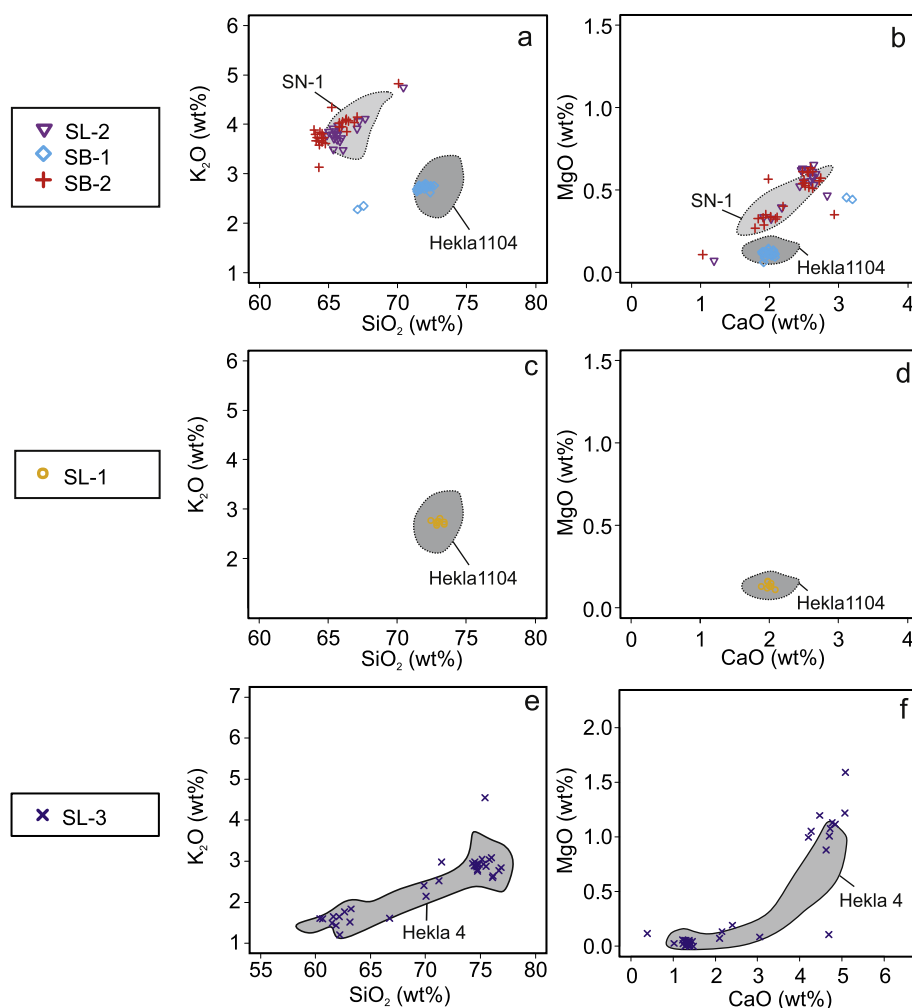 SL-2
SB-1
SB-2
a
6
5
4
3
2
1
K₂O (wt%)
SN-1
Hekla1104
60 65 70 75 80
SiO₂ (wt%)
b
1.5
1.0
0.5
0.0
MgO (wt%)
SN-1
Hekla1104
0 1 2 3 4
CaO (wt%)
SL-1
c
6
5
4
3
2
K₂O (wt%)
Hekla1104
60 65 70 75 80
SiO₂ (wt%)
d
1.5
1.0
0.5
0.0
MgO (wt%)
Hekla1104
0 1 2 3 4
CaO (wt%)
SL-3
e
7
6
5
4
3
2
1
K₂O (wt%)
Hekla 4
55 60 65 70 75 80
SiO₂ (wt%)
f
2.0
1.5
1.0
0.5
0.0
MgO (wt%)
Hekla 4
0 1 2 3 4 5 6
CaO (wt%)